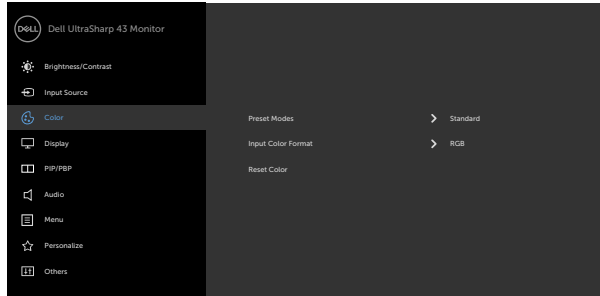 DELL Dell UltraSharp 43 Monitor
Brightness/Contrast
Input Source
Color
Preset Modes Standard
Display
Input Color Format RGB
PIP/PBP
Reset Color
Audio
Menu
Personalize
Others